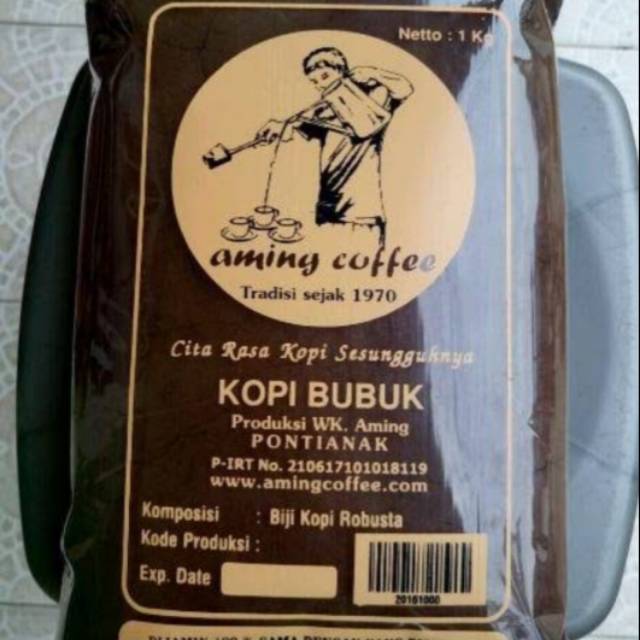 Netto : 1 Kg
aming coffee
Tradisi sejak 1970
Cita Rasa Kopi Sesungguhnya
KOPI BUBUK
Produksi WK. Aming
PONTIANAK
P-IRT No. 210617101018119
www.amingcoffee.com
Komposisi : Biji Kopi Robusta
Kode Produksi :
Exp. Date
20161000